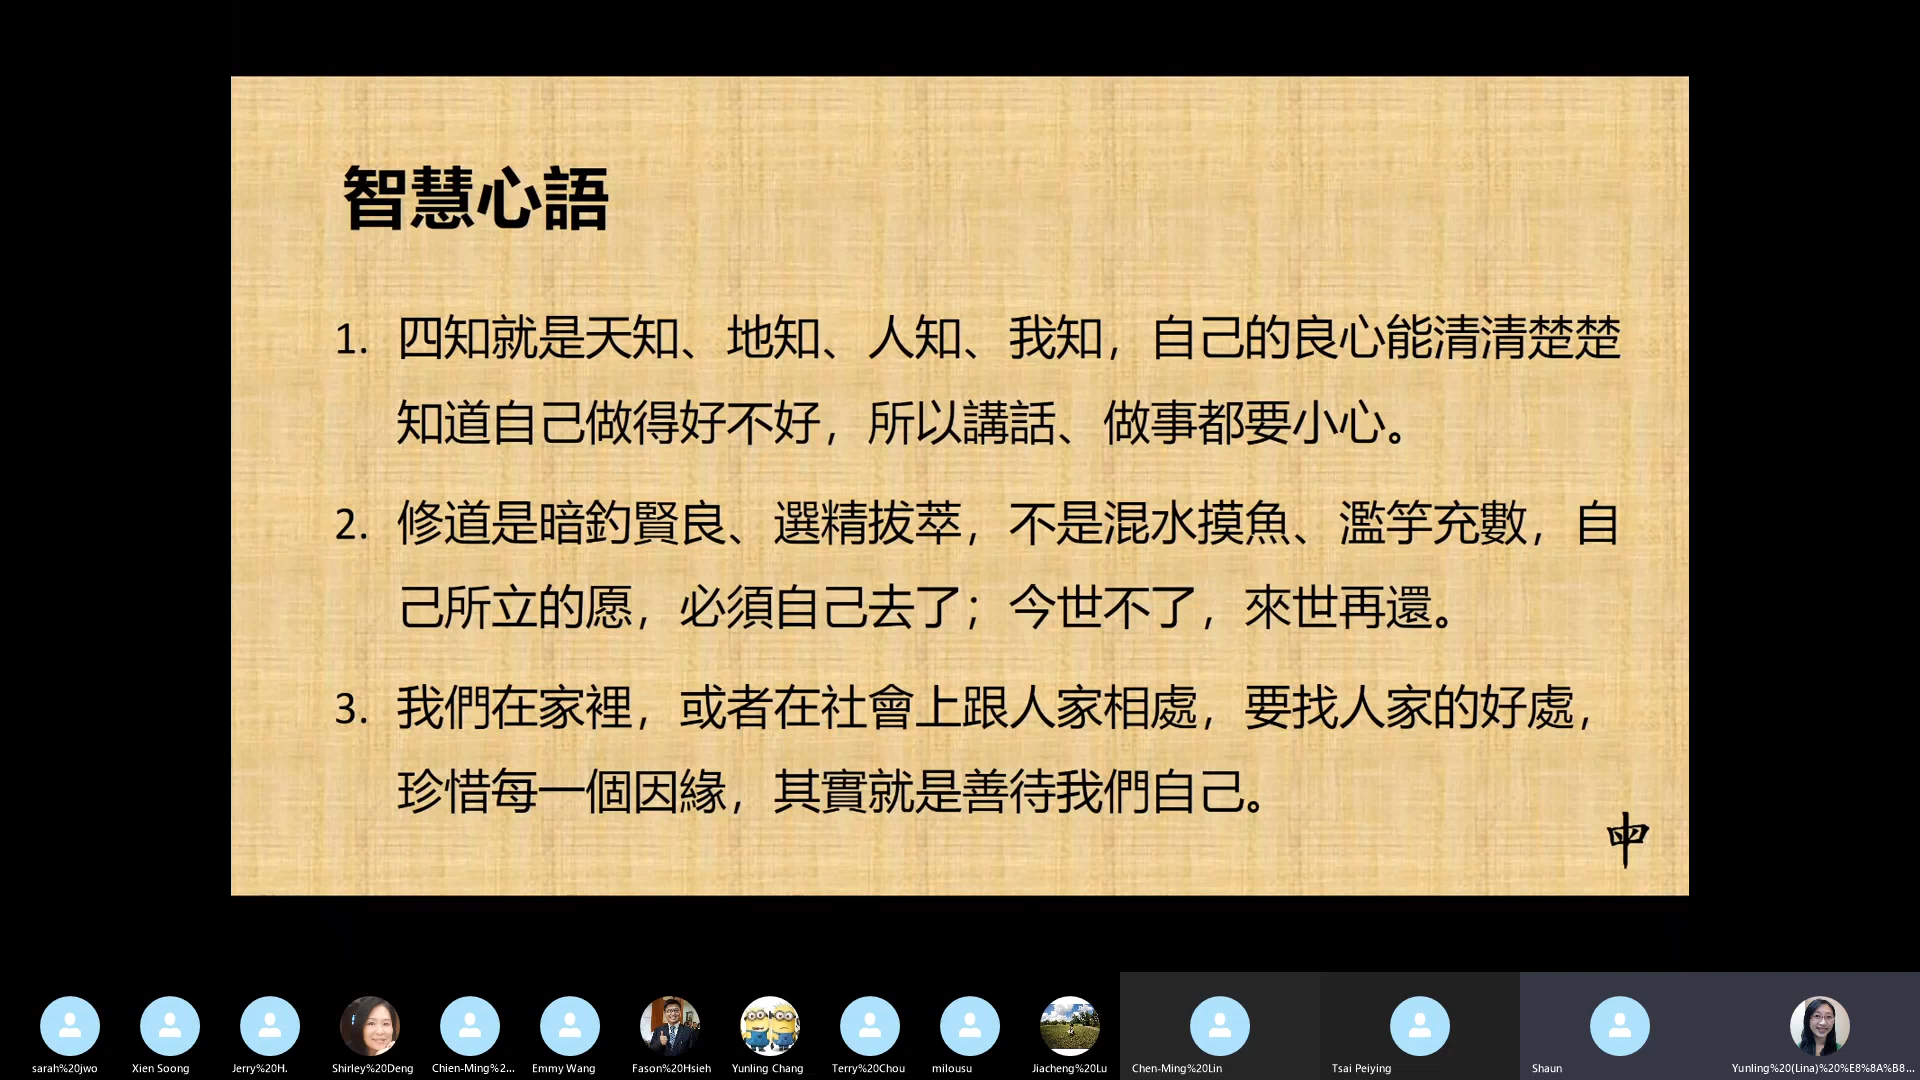 智慧心語
1. 四知就是天知、地知、人知、我知，自己的良心能清清楚楚
知道自己做得好不好，所以講話、做事都要小心。
2. 修道是暗釣賢良、選精拔萃，不是混水摸魚、濫竽充數，自
己所立的愿，必須自己去了；今世不了，來世再還。
3. 我們在家裡，或者在社會上跟人家相處，要找人家的好處，
珍惜每一個因緣，其實就是善待我們自己。
sarah%20jwo
Xien Soong
Jerry%20H.
Shirley%20Deng
Chien-Ming%2...
Emmy Wang
Fason%20Hsieh
Yunling Chang
Terry%20Chou
milousu
Jiacheng%20Lu
Chen-Ming%20Lin
Tsai Peiying
Shaun
Yunling%20(Lina)%20%E8%8A%B8...